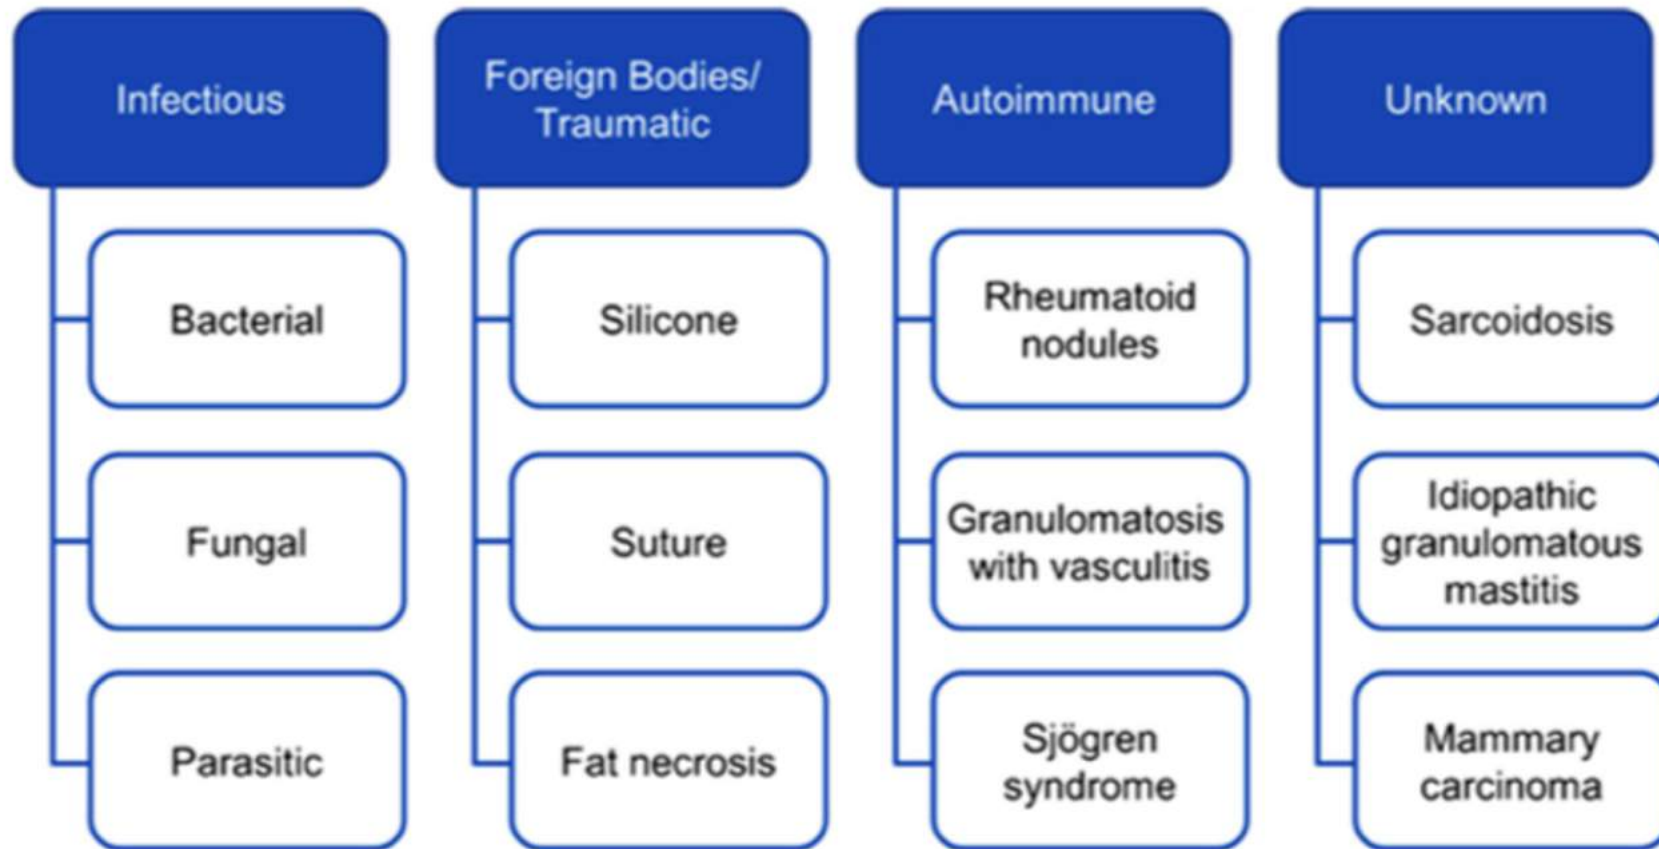 Infectious
Bacterial
Fungal
Parasitic
Foreign Bodies/
Traumatic
Silicone
Suture
Fat necrosis
Autoimmune
Rheumatoid
nodules
Granulomatosis
with vasculitis
Sjögren
syndrome
Unknown
Sarcoidosis
Idiopathic
granulomatous
mastitis
Mammary
carcinoma